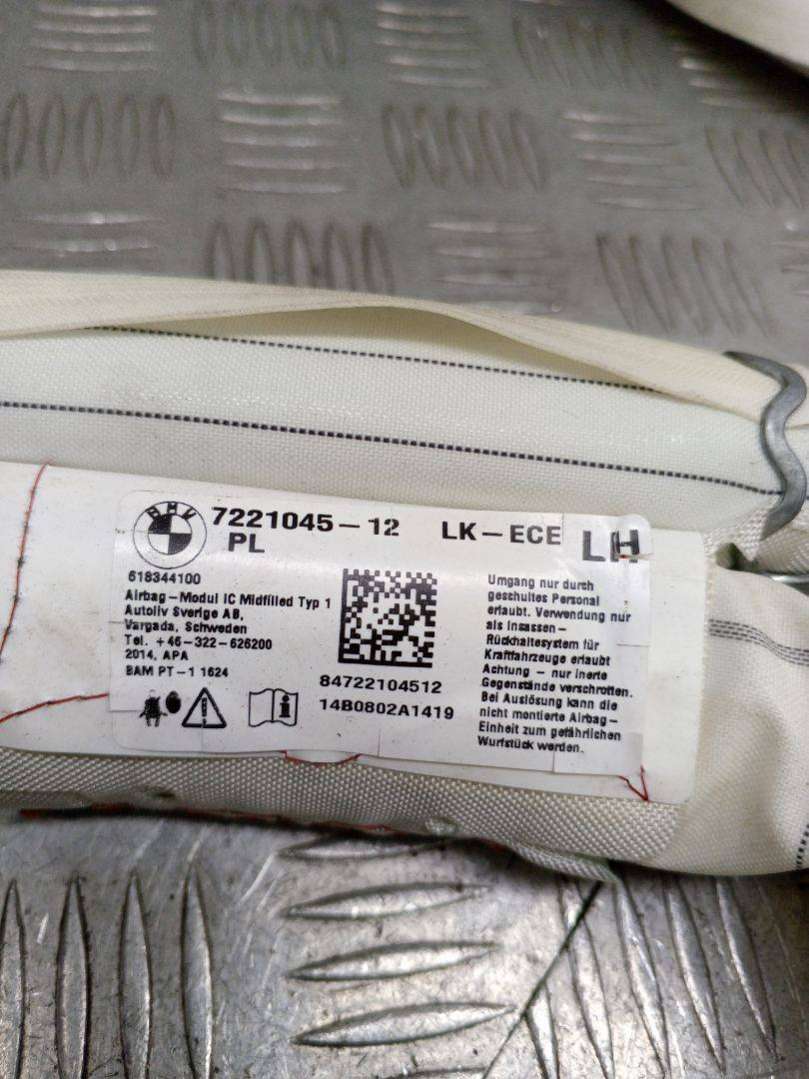 BMW
7221045-12 LK-ECE LH
PL
618344100
Airbag-Modul IC Midfilled Typ 1
Autoliv Sverige AB,
Vargada, Schweden
Tel. +46-322-626200
2014, APA
BAM PT-1 1624
84722104512
14B0802A1419
Umgang nur durch
geschultes Personal
erlaubt. Verwendung nur
als Insassen-
Rückhaltesystem für
Kraftfahrzeuge erlaubt
Achtung - nur inerte
Gegenstände verschrotten.
Bei Auslösung kann die
nicht montierte Airbag-
Einheit zum gefährlichen
Wurfstück werden.